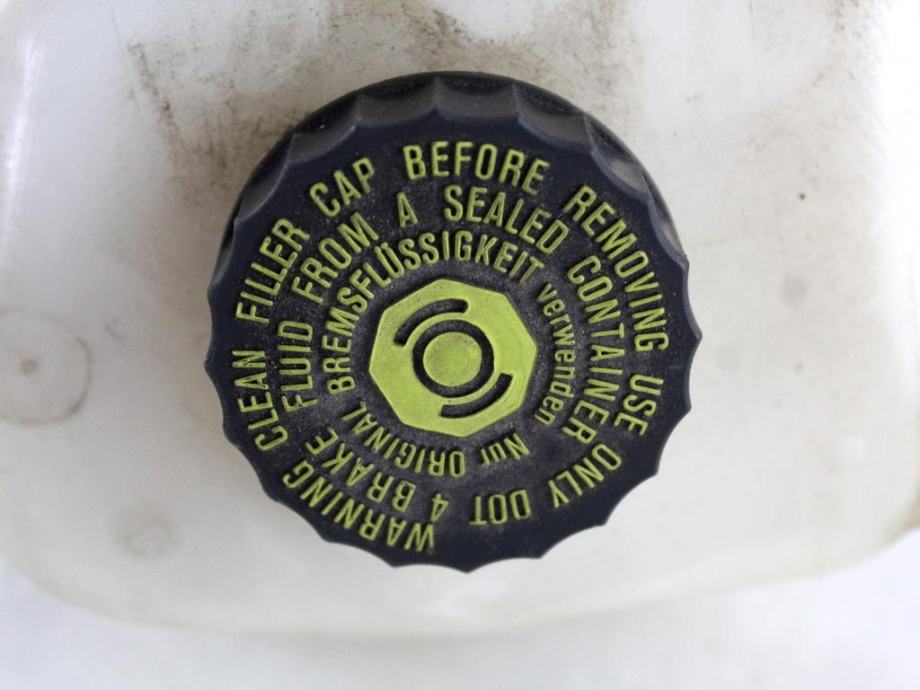 WARNING CLEAN FILLER CAP BEFORE REMOVING USE ONLY DOT
4 BRAKE FLUID FROM A SEALED CONTAINER
Nur ORIGINAL BREMSFLÜSSIGKEIT verwenden